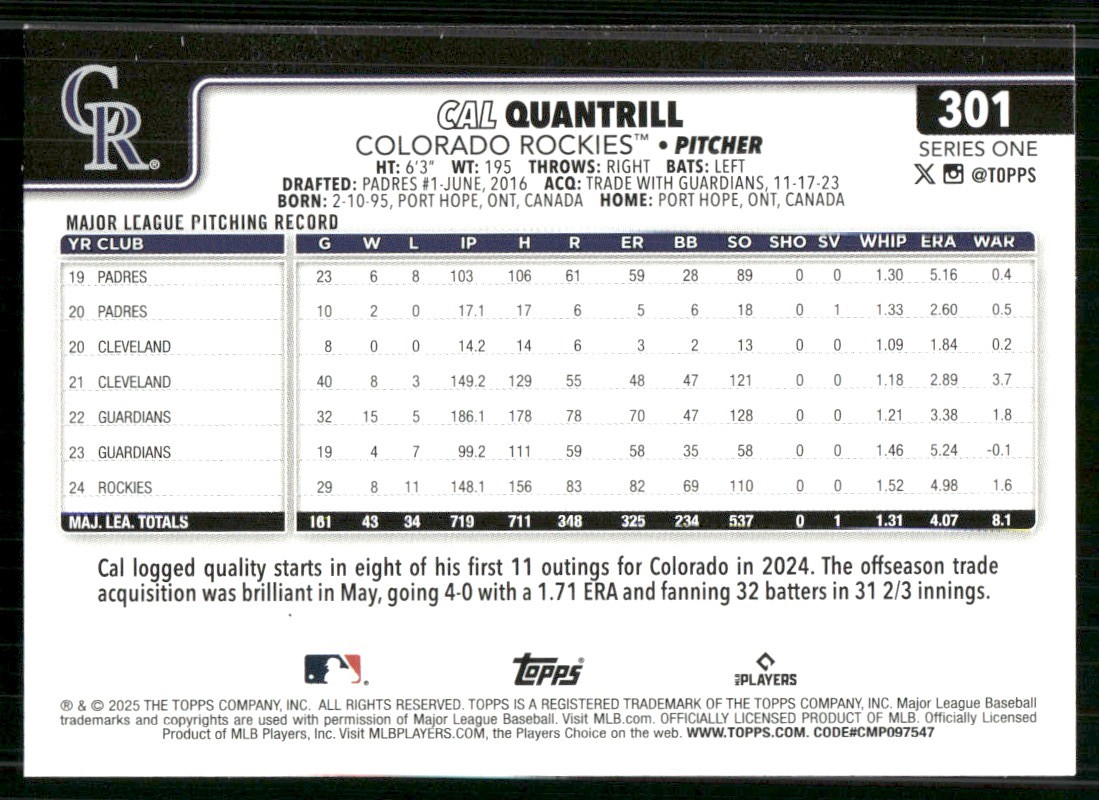 CR®
CAL QUANTRILL
301
COLORADO ROCKIES™ • PITCHER
SERIES ONE
HT: 6'3" WT: 195 THROWS: RIGHT BATS: LEFT
@TOPPS
DRAFTED: PADRES #1-JUNE, 2016 ACQ: TRADE WITH GUARDIANS, 11-17-23
BORN: 2-10-95, PORT HOPE, ONT, CANADA HOME: PORT HOPE, ONT, CANADA
MAJOR LEAGUE PITCHING RECORD
YR CLUB G W L IP H R ER BB SO SHO SV WHIP ERA WAR
19 PADRES 23 6 8 103 106 61 59 28 89 0 0 1.30 5.16 0.4
20 PADRES 10 2 0 17.1 17 6 5 6 18 0 1 1.33 2.60 0.5
20 CLEVELAND 8 0 0 14.2 14 6 3 2 13 0 0 1.09 1.84 0.2
21 CLEVELAND 40 8 3 149.2 129 55 48 47 121 0 0 1.18 2.89 3.7
22 GUARDIANS 32 15 5 186.1 178 78 70 47 128 0 0 1.21 3.38 1.8
23 GUARDIANS 19 4 7 99.2 111 59 58 35 58 0 0 1.46 5.24 -0.1
24 ROCKIES 29 8 11 148.1 156 83 82 69 110 0 0 1.52 4.98 1.6
MAJ. LEA. TOTALS 161 43 34 719 711 348 325 234 537 0 1 1.31 4.07 8.1
Cal logged quality starts in eight of his first 11 outings for Colorado in 2024. The offseason trade
acquisition was brilliant in May, going 4-0 with a 1.71 ERA and fanning 32 batters in 31 2/3 innings.
topps® MLB PLAYERS
® & © 2025 THE TOPPS COMPANY, INC. ALL RIGHTS RESERVED. TOPPS IS A REGISTERED TRADEMARK OF THE TOPPS COMPANY, INC. Major League Baseball
trademarks and copyrights are used with permission of Major League Baseball. Visit MLB.com. OFFICIALLY LICENSED PRODUCT OF MLB. Officially Licensed
Product of MLB Players, Inc. Visit MLBPLAYERS.COM, the Players Choice on the web. WWW.TOPPS.COM. CODE#CMP097547